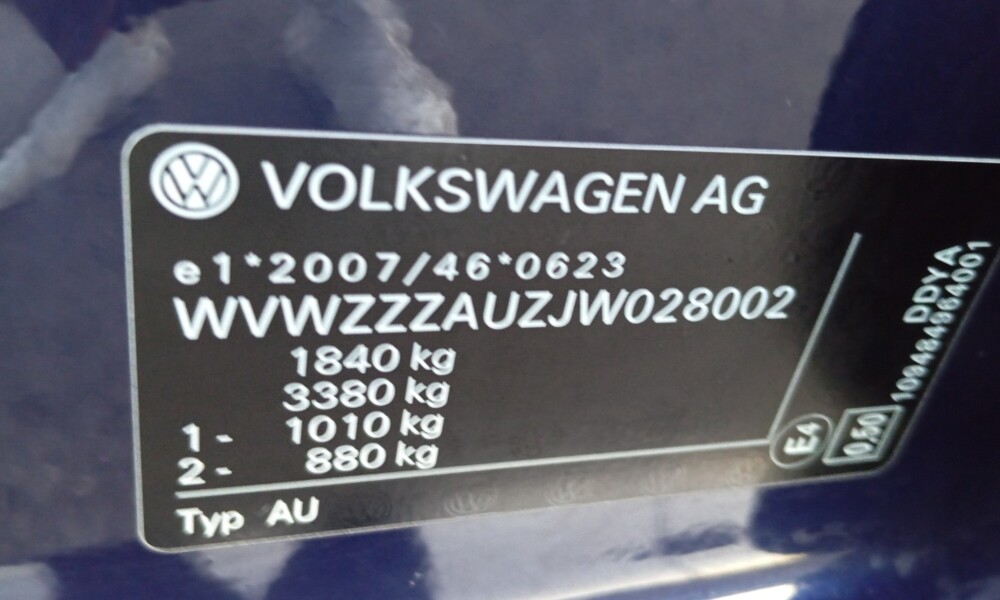 VOLKSWAGEN AG
e1*2007/46*0623
WVWZZZAUZJW028002
1840 kg
3380 kg
1 - 1010 kg
2 - 880 kg
Typ AU
E4
0,50
DDYA
109484964001